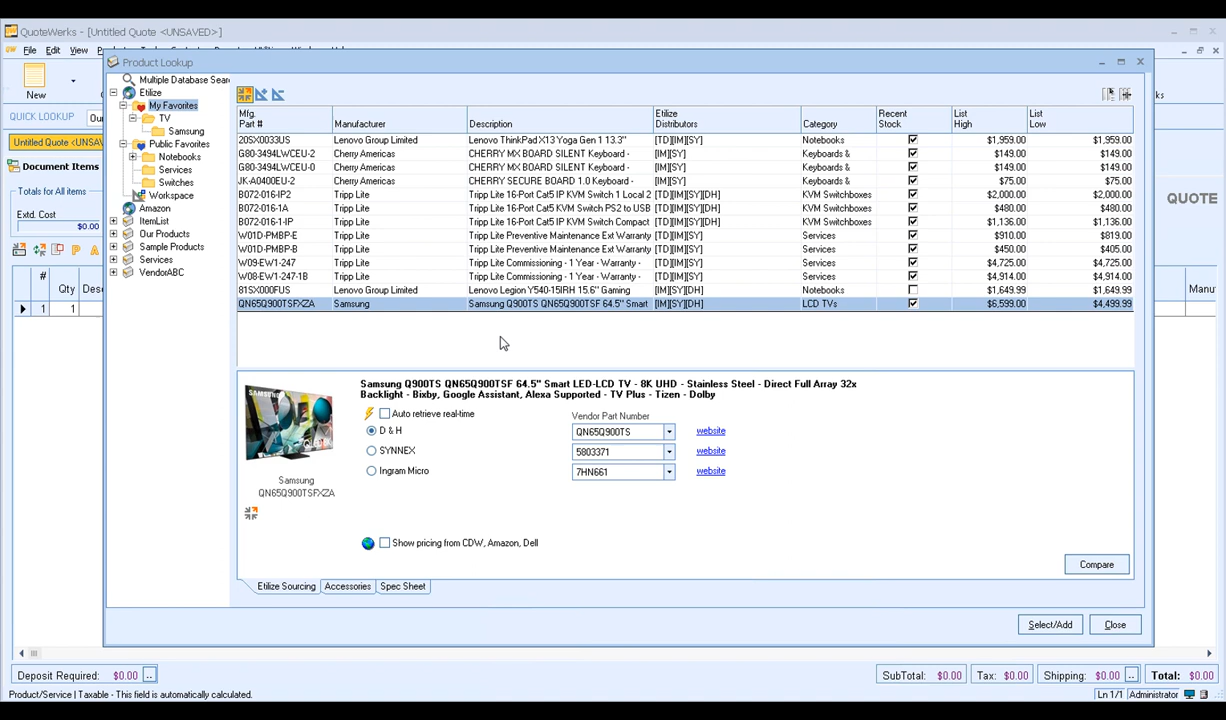 QuoteWerks - [Untitled Quote <UNSAVED>]
File Edit View
Product Lookup
New
QUICK LOOKUP
Untitled Quote <UNSAV
Document Items
Totals for All items
Extd. Cost
$0.00
# Qty
1 1
Multiple Database Sear
Etilize
My Favorites
TV
Samsung
Public Favorites
Notebooks
Services
Switches
Workspace
Amazon
ItemList
Our Products
Sample Products
Services
VendorABC
Mfg. Part # Manufacturer Description Etilize Distributors Category Recent Stock List High List Low
20SX0033US Lenovo Group Limited Lenovo ThinkPad X13 Yoga Gen 1 13.3" [TD][IM][SY] Notebooks $1,959.00 $1,959.00
G80-3494LWCEU-2 Cherry Americas CHERRY MX BOARD SILENT Keyboard - [IM][SY] Keyboards & $149.00 $149.00
G80-3494LWCEU-0 Cherry Americas CHERRY MX BOARD SILENT Keyboard - [IM][SY] Keyboards & $149.00 $149.00
JK-A0400EU-2 Cherry Americas CHERRY SECURE BOARD 1.0 Keyboard - [IM][SY] Keyboards & $75.00 $75.00
B072-016-IP2 Tripp Lite Tripp Lite 16-Port Cat5 IP KVM Switch 1 Local 2 [TD][IM][SY] KVM Switchboxes $2,000.00 $2,000.00
B072-016-1A Tripp Lite Tripp Lite 16-Port Cat5 KVM Switch PS2 to USB [TD][IM][SY][DH] KVM Switchboxes $480.00 $480.00
B072-016-1-IP Tripp Lite Tripp Lite 16-Port Cat5 IP KVM Switch Compact [TD][IM][SY][DH] KVM Switchboxes $1,136.00 $1,136.00
W01D-PMBP-E Tripp Lite Tripp Lite Preventive Maintenance Ext Warranty [TD][IM][SY] Services $910.00 $819.00
W01D-PMBP-B Tripp Lite Tripp Lite Preventive Maintenance Ext Warranty [TD][IM][SY] Services $450.00 $405.00
W09-EW1-247 Tripp Lite Tripp Lite Commissioning - 1 Year - Warranty - [TD][IM][SY] Services $4,725.00 $4,725.00
W08-EW1-247-1B Tripp Lite Tripp Lite Commissioning - 1 Year - Warranty - [TD][IM][SY] Services $4,914.00 $4,914.00
81SX000FUS Lenovo Group Limited Lenovo Legion Y540-15IRH 15.6" Gaming [TD][IM][SY] Notebooks $1,649.99 $1,649.99
QN65Q900TSFXZA Samsung Samsung Q900TS QN65Q900TSF 64.5" Smart [IM][SY][DH] LCD TVs $6,599.00 $4,499.99
Samsung Q900TS QN65Q900TSF 64.5" Smart LED-LCD TV - 8K UHD - Stainless Steel - Direct Full Array 32x
Backlight - Bixby, Google Assistant, Alexa Supported - TV Plus - Tizen - Dolby
Auto retrieve real-time Vendor Part Number
D & H QN65Q900TS website
SYNNEX 5803371 website
Ingram Micro 7HN661 website
SAMSUNG
Samsung
QN65Q900TSFXZA
Show pricing from CDW, Amazon, Dell
Compare
Etilize Sourcing Accessories Spec Sheet
Select/Add Close
QUOTE
Manu
Deposit Required: $0.00 .. SubTotal: $0.00 Tax: $0.00 Shipping: $0.00 .. Total: $0.00
Product/Service | Taxable - This field is automatically calculated. Ln 1/1 Administrator